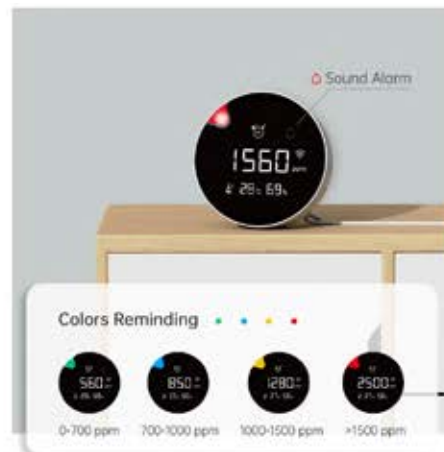 Sound Alarm
1560 ppm
28 69%
Colors Reminding
560
850
1280
2500
0-700 ppm
700-1000 ppm
1000-1500 ppm
>1500 ppm